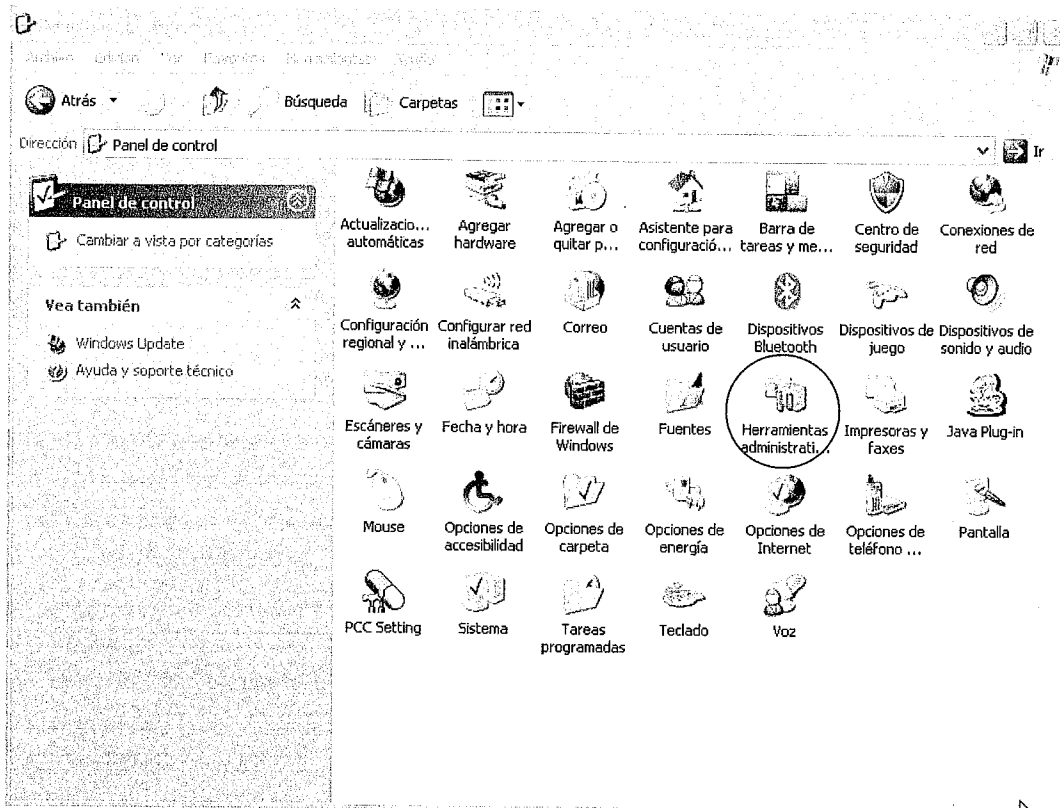 Atrás
Búsqueda
Carpetas
Dirección
Panel de control
Ir
Panel de control
Cambiar a vista por categorías
Vea también
Windows Update
Ayuda y soporte técnico
Actualizacio...
automáticas
Agregar
hardware
Agregar o
quitar p...
Asistente para
configuració...
Barra de
tareas y me...
Centro de
seguridad
Conexiones de
red
Configuración
regional y ...
Configurar red
inalámbrica
Correo
Cuentas de
usuario
Dispositivos
Bluetooth
Dispositivos de
juego
Dispositivos de
sonido y audio
Escáneres y
cámaras
Fecha y hora
Firewall de
Windows
Fuentes
Herramientas
administrati...
Impresoras y
faxes
Java Plug-in
Mouse
Opciones de
accesibilidad
Opciones de
carpeta
Opciones de
energía
Opciones de
Internet
Opciones de
teléfono ...
Pantalla
PCC Setting
Sistema
Tareas
programadas
Teclado
Voz